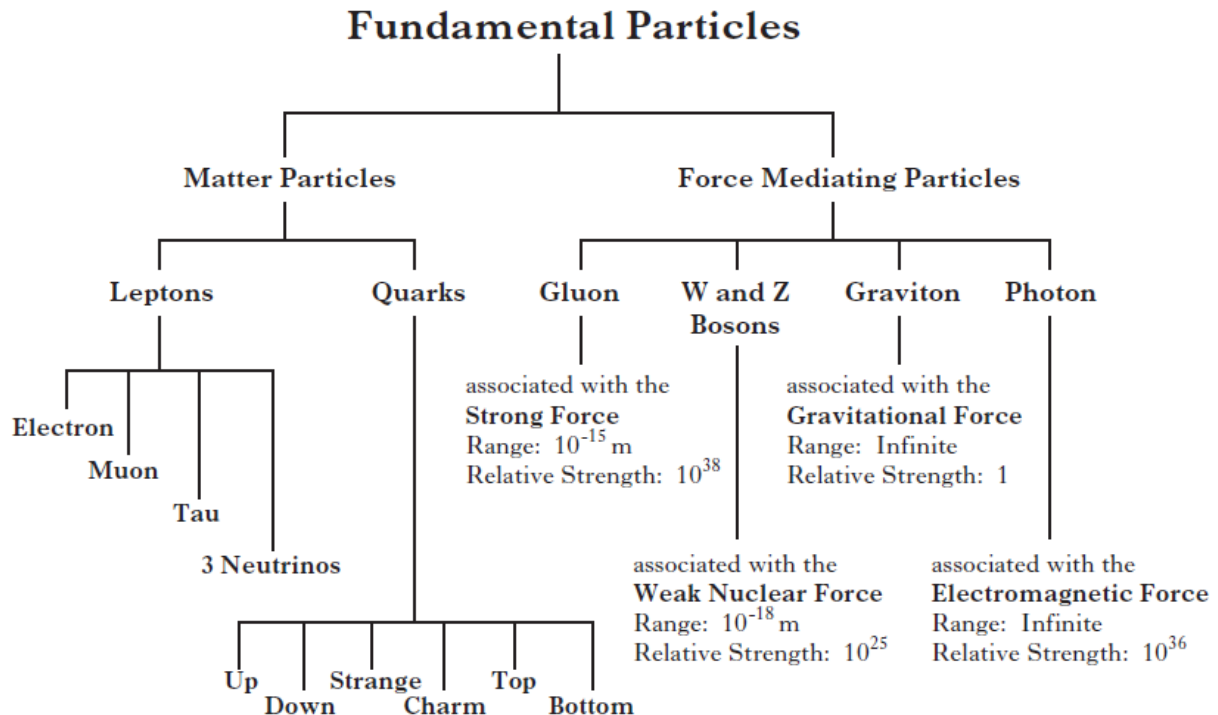 Fundamental Particles
Matter Particles
Force Mediating Particles
Leptons
Quarks
Gluon
W and Z
Bosons
Graviton
Photon
Electron
Muon
Tau
3 Neutrinos
Up
Down
Strange
Charm
Top
Bottom
associated with the
Strong Force
Range: 10⁻¹⁵ m
Relative Strength: 10³⁸
associated with the
Weak Nuclear Force
Range: 10⁻¹⁸ m
Relative Strength: 10²⁵
associated with the
Gravitational Force
Range: Infinite
Relative Strength: 1
associated with the
Electromagnetic Force
Range: Infinite
Relative Strength: 10³⁶